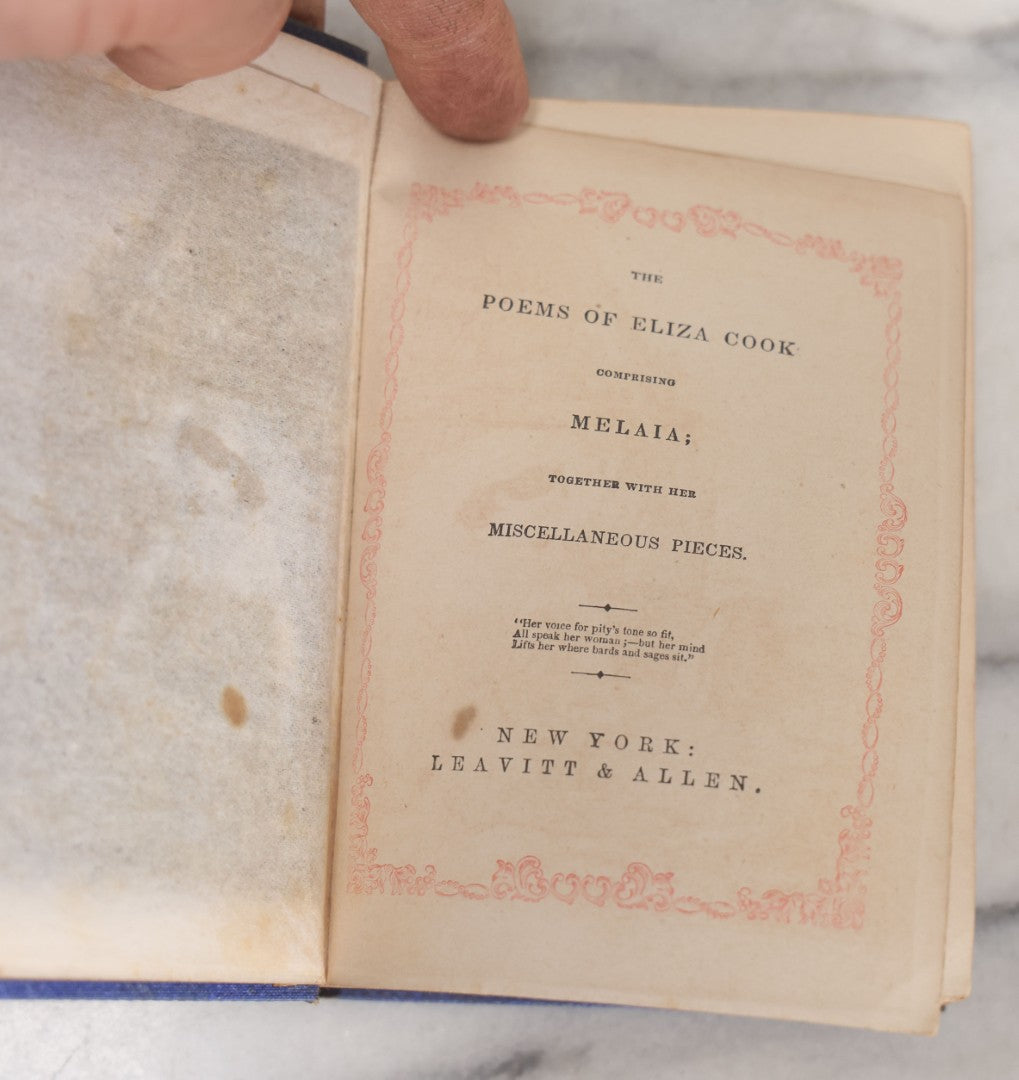 THE
POEMS OF ELIZA COOK
COMPRISING
MELAIA;
TOGETHER WITH HER
MISCELLANEOUS PIECES.
"Her voice for pity's tone so fit,
All speak her woman;—but her mind
Lifts her where bards and sages sit."
NEW YORK:
LEAVITT & ALLEN.